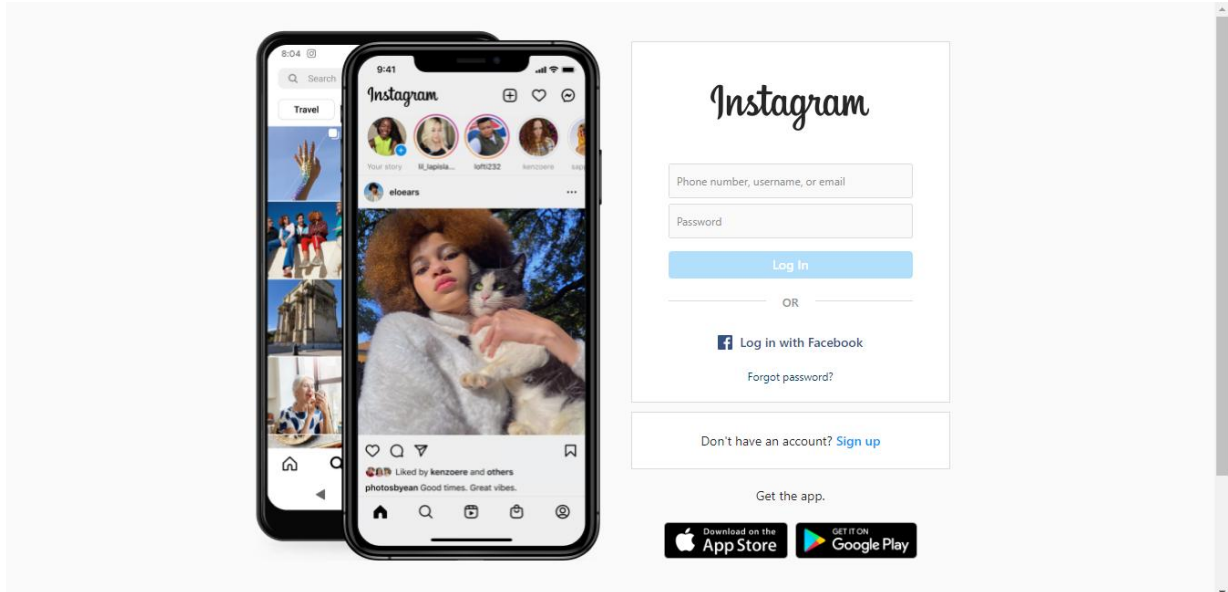 8:04
Search
Travel
9:41
Instagram
Your story
lil_lapisla...
lofti232
kenzoere
sapp
eloears
Liked by kenzoere and others
photosbyean Good times. Great vibes.
Instagram
Phone number, username, or email
Password
Log In
OR
Log in with Facebook
Forgot password?
Don't have an account? Sign up
Get the app.
Download on the
App Store
GET IT ON
Google Play